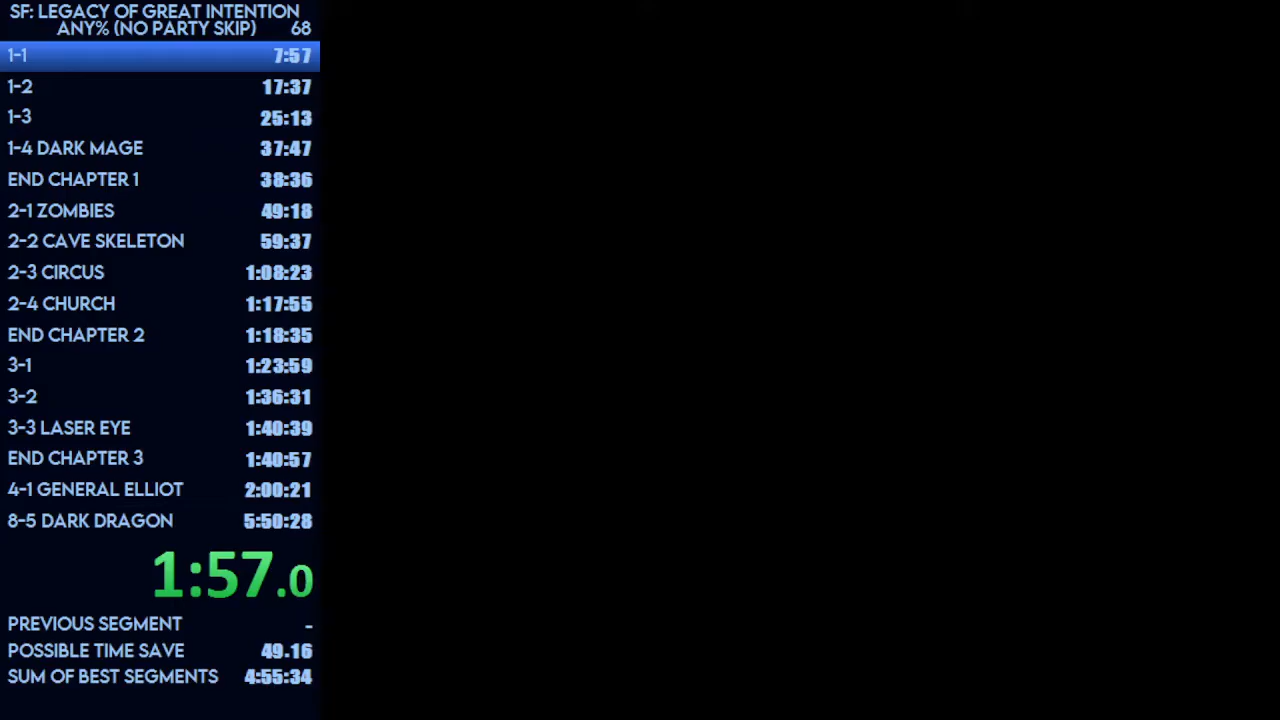 SF: LEGACY OF GREAT INTENTION
ANY% (NO PARTY SKIP) 68
1-1 7:57
1-2 17:37
1-3 25:13
1-4 DARK MAGE 37:47
END CHAPTER 1 38:36
2-1 ZOMBIES 49:18
2-2 CAVE SKELETON 59:37
2-3 CIRCUS 1:08:23
2-4 CHURCH 1:17:55
END CHAPTER 2 1:18:35
3-1 1:23:59
3-2 1:36:31
3-3 LASER EYE 1:40:39
END CHAPTER 3 1:40:57
4-1 GENERAL ELLIOT 2:00:21
8-5 DARK DRAGON 5:50:28
1:57.0
PREVIOUS SEGMENT -
POSSIBLE TIME SAVE 49.16
SUM OF BEST SEGMENTS 4:55:34